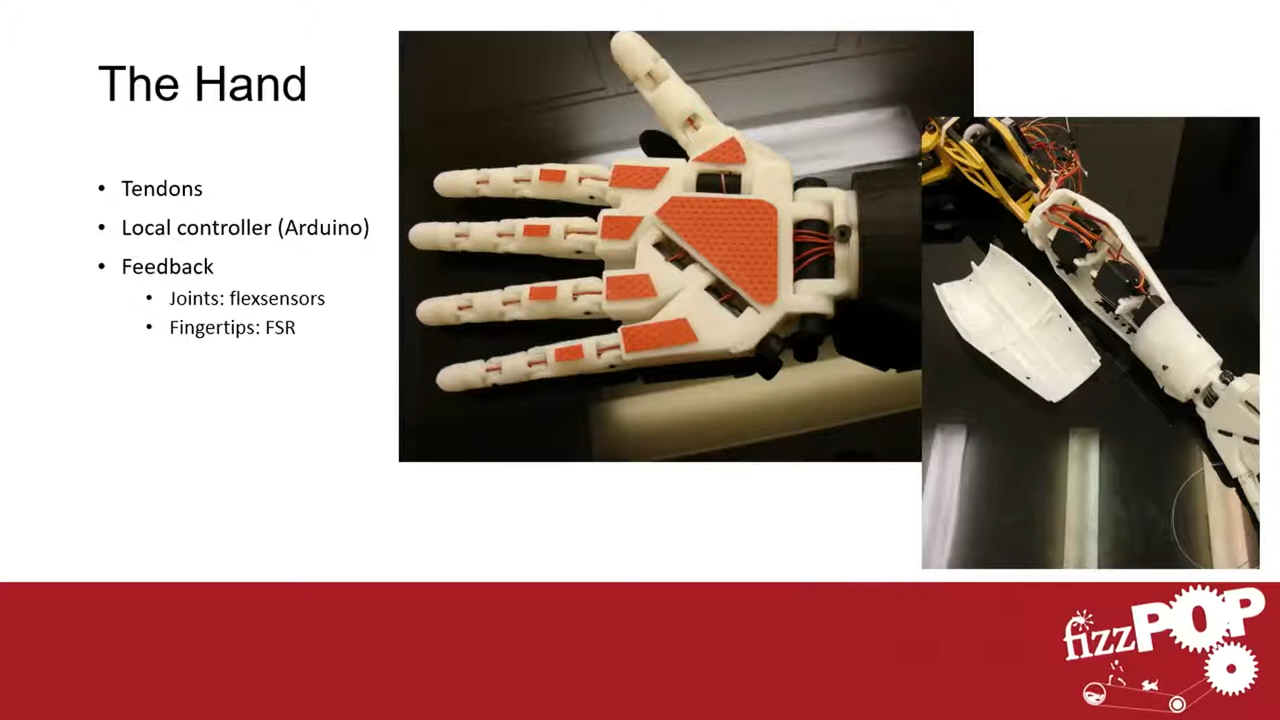 The Hand
• Tendons
• Local controller (Arduino)
• Feedback
• Joints: flexsensors
• Fingertips: FSR
fizzPOP